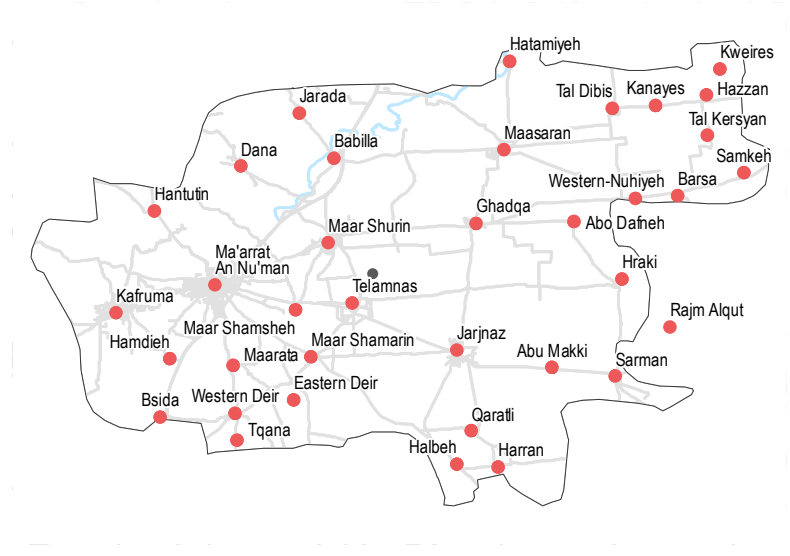 Hatamiyeh
Kweires
Tal Dibis
Kanayes
Hazzan
Jarada
Tal Kersyan
Babilla
Maasaran
Dana
Samkeh
Western-Nuhiyeh
Barsa
Hantutin
Ghadqa
Abo Dafneh
Maar Shurin
Ma'arrat
An Nu'man
Hraki
Telamnas
Kafruma
Rajm Alqut
Maar Shamsheh
Hamdieh
Maar Shamarin
Jarjnaz
Maarata
Abu Makki
Sarman
Eastern Deir
Bsida
Western Deir
Qaratli
Tqana
Halbeh
Harran